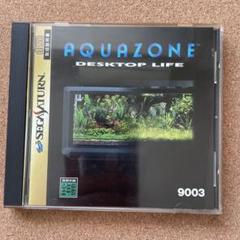 AQUAZONE
DESKTOP LIFE
SEGA SATURN
9003